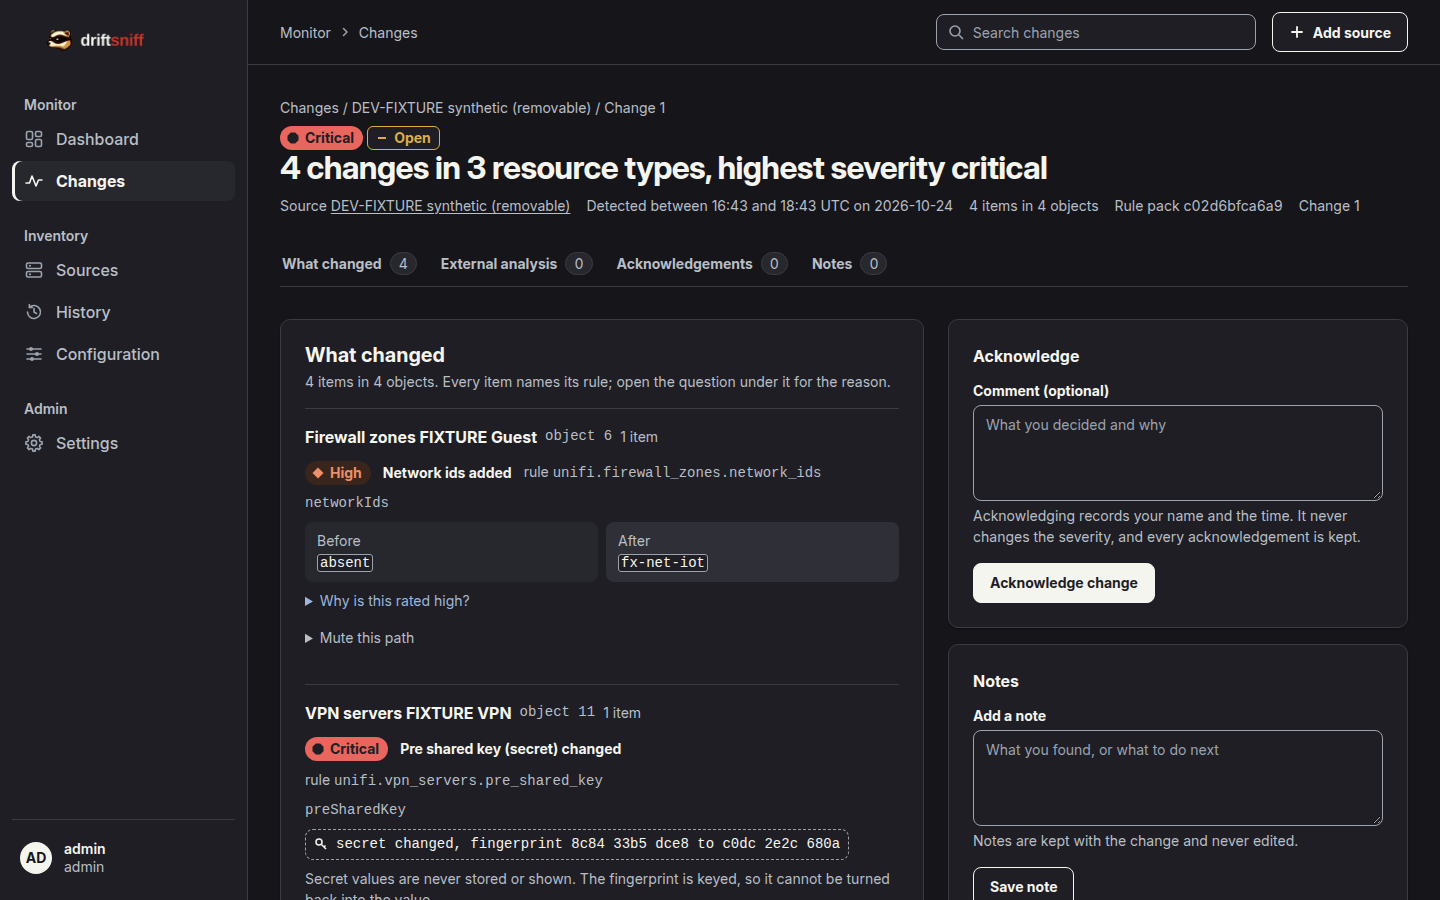 driftsniff
Monitor
Dashboard
Changes
Inventory
Sources
History
Configuration
Admin
Settings
AD
admin
admin
Monitor > Changes
Search changes
Add source
Changes / DEV-FIXTURE synthetic (removable) / Change 1
Critical
Open
4 changes in 3 resource types, highest severity critical
Source DEV-FIXTURE synthetic (removable) Detected between 16:43 and 18:43 UTC on 2026-10-24 4 items in 4 objects Rule pack c02d6bfca6a9 Change 1
What changed 4 External analysis 0 Acknowledgements 0 Notes 0
What changed
4 items in 4 objects. Every item names its rule; open the question under it for the reason.
Firewall zones FIXTURE Guest object 6 1 item
High Network ids added rule unifi.firewall_zones.network_ids
networkIds
Before
absent
After
fx-net-iot
Why is this rated high?
Mute this path
VPN servers FIXTURE VPN object 11 1 item
Critical Pre shared key (secret) changed
rule unifi.vpn_servers.pre_shared_key
preSharedKey
secret changed, fingerprint 8c84 33b5 dce8 to c0dc 2e2c 680a
Secret values are never stored or shown. The fingerprint is keyed, so it cannot be turned
back into the value.
Acknowledge
Comment (optional)
What you decided and why
Acknowledging records your name and the time. It never
changes the severity, and every acknowledgement is kept.
Acknowledge change
Notes
Add a note
What you found, or what to do next
Notes are kept with the change and never edited.
Save note